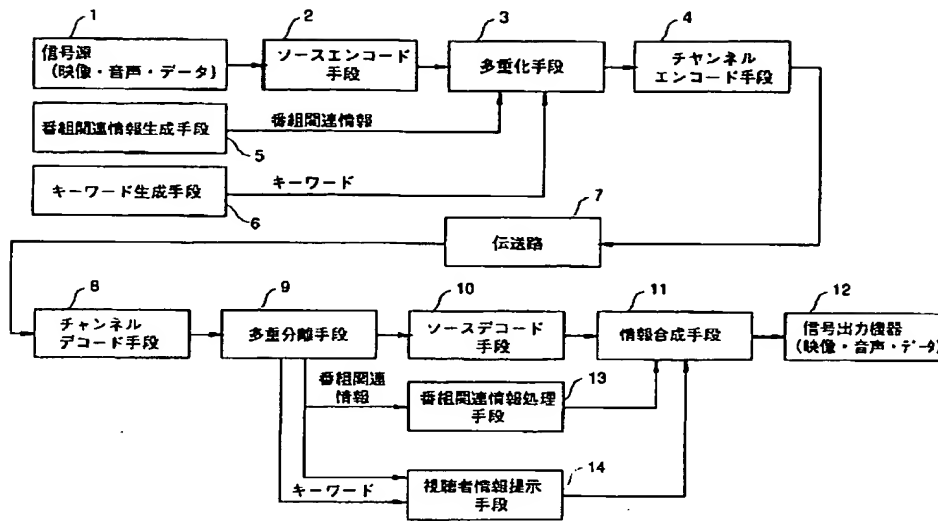 1
信号源
(映像・音声・データ)
2
ソースエンコード
手段
3
多重化手段
4
チャンネル
エンコード手段
番組関連情報生成手段
5
番組関連情報
キーワード生成手段
6
キーワード
7
伝送路
8
チャンネル
デコード手段
9
多重分離手段
10
ソースデコード
手段
11
情報合成手段
12
信号出力機器
(映像・音声・データ)
番組関連
情報
番組関連情報処理
手段
13
キーワード
視聴者情報提示
手段
14